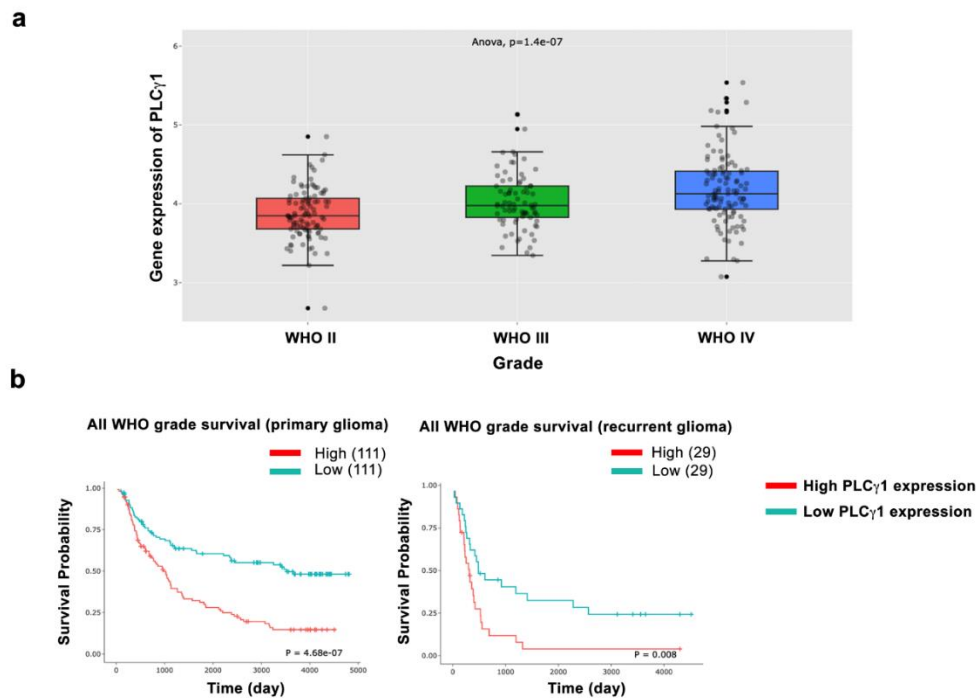 a
Anova, p=1.4e-07
Gene expression of PLCγ1
6
5
4
3
WHO II
WHO III
WHO IV
Grade
b
All WHO grade survival (primary glioma)
High (111)
Low (111)
Survival Probability
1.00
0.75
0.50
0.25
0.00
P = 4.68e-07
0
1000
2000
3000
4000
5000
Time (day)
All WHO grade survival (recurrent glioma)
High (29)
Low (29)
Survival Probability
1.00
0.75
0.50
0.25
0.00
P = 0.008
0
1000
2000
3000
4000
Time (day)
High PLCγ1 expression
Low PLCγ1 expression